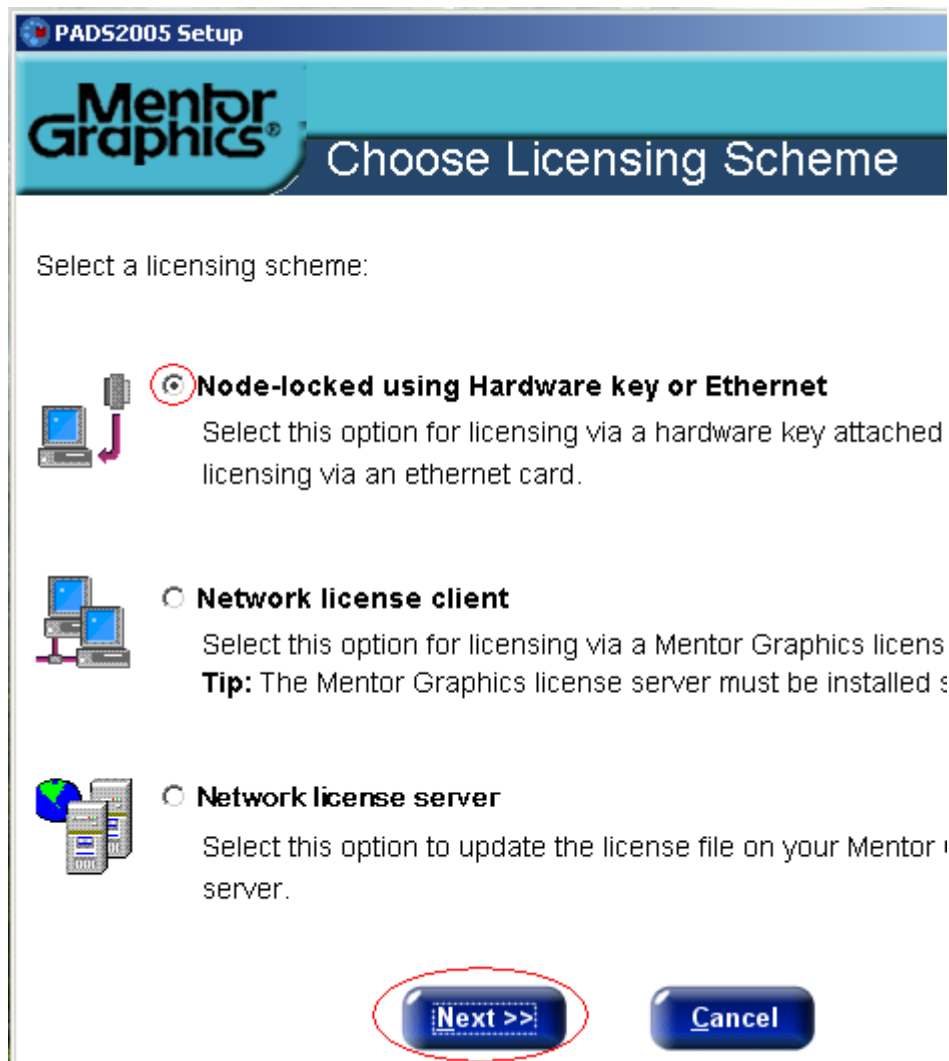 PADS2005 Setup
Mentor
Graphics®
Choose Licensing Scheme
Select a licensing scheme:
Node-locked using Hardware key or Ethernet
Select this option for licensing via a hardware key attached
licensing via an ethernet card.
Network license client
Select this option for licensing via a Mentor Graphics licens
Tip: The Mentor Graphics license server must be installed s
Network license server
Select this option to update the license file on your Mentor
server.
Next >>
Cancel